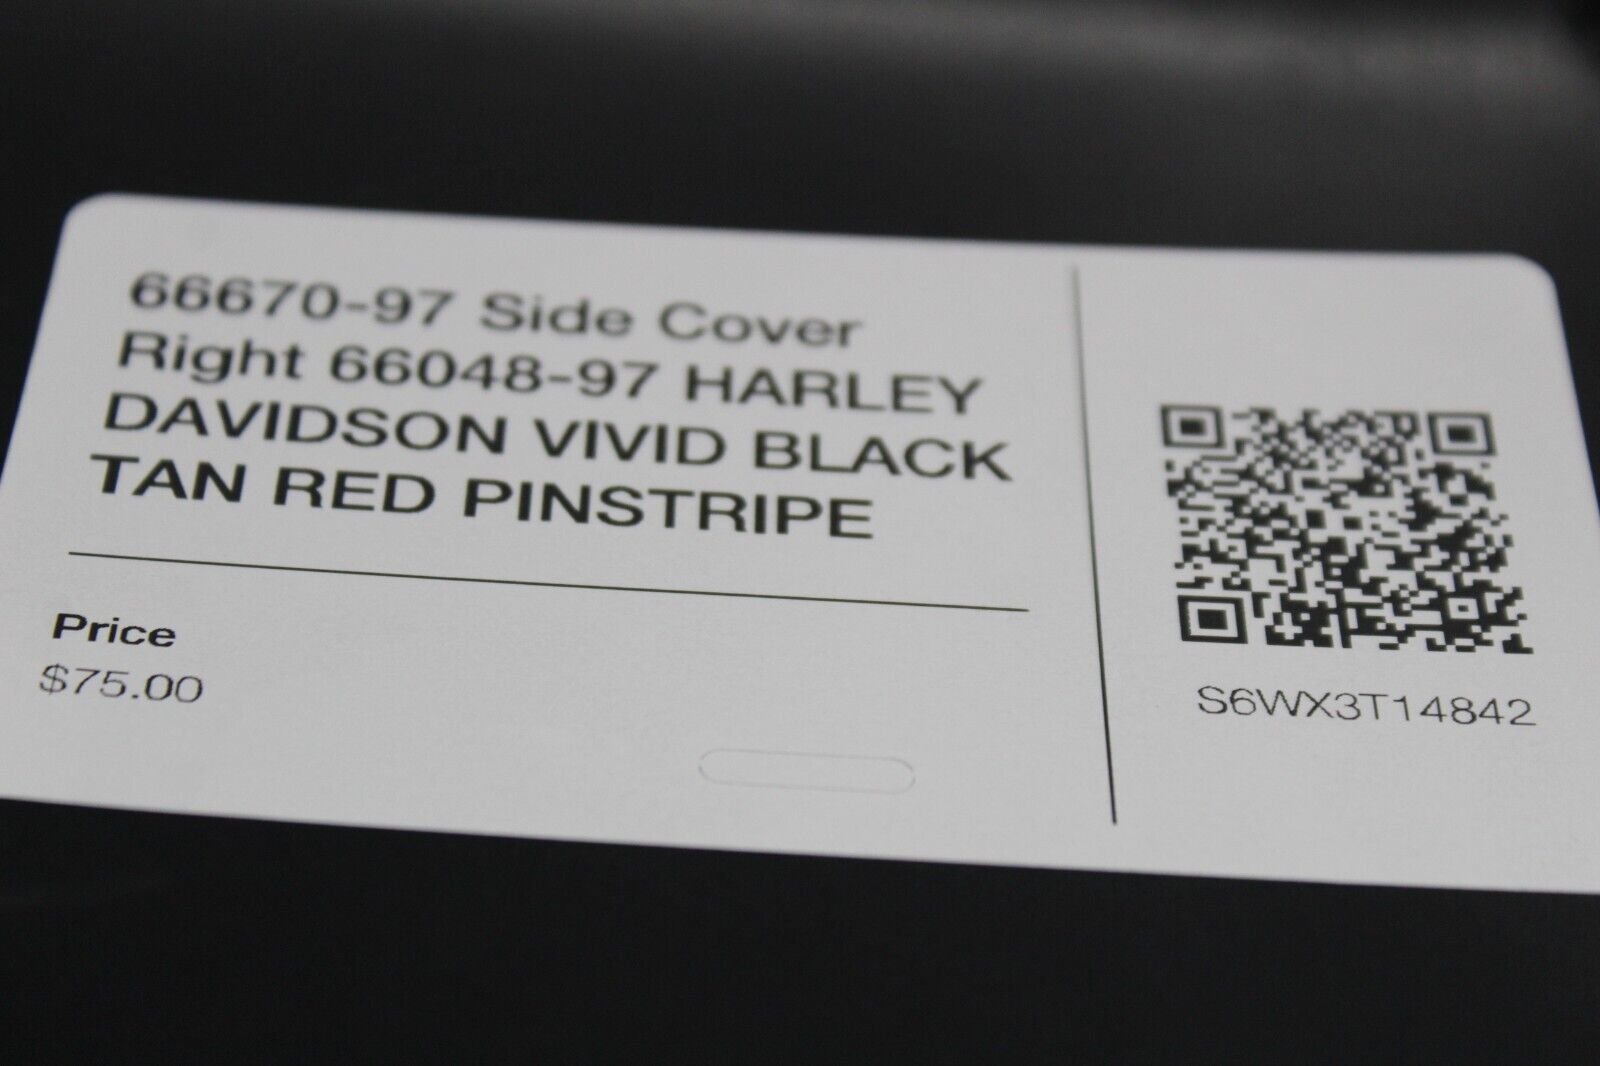 66670-97 Side Cover
Right 66048-97 HARLEY
DAVIDSON VIVID BLACK
TAN RED PINSTRIPE
Price
$75.00
S6WX3T14842